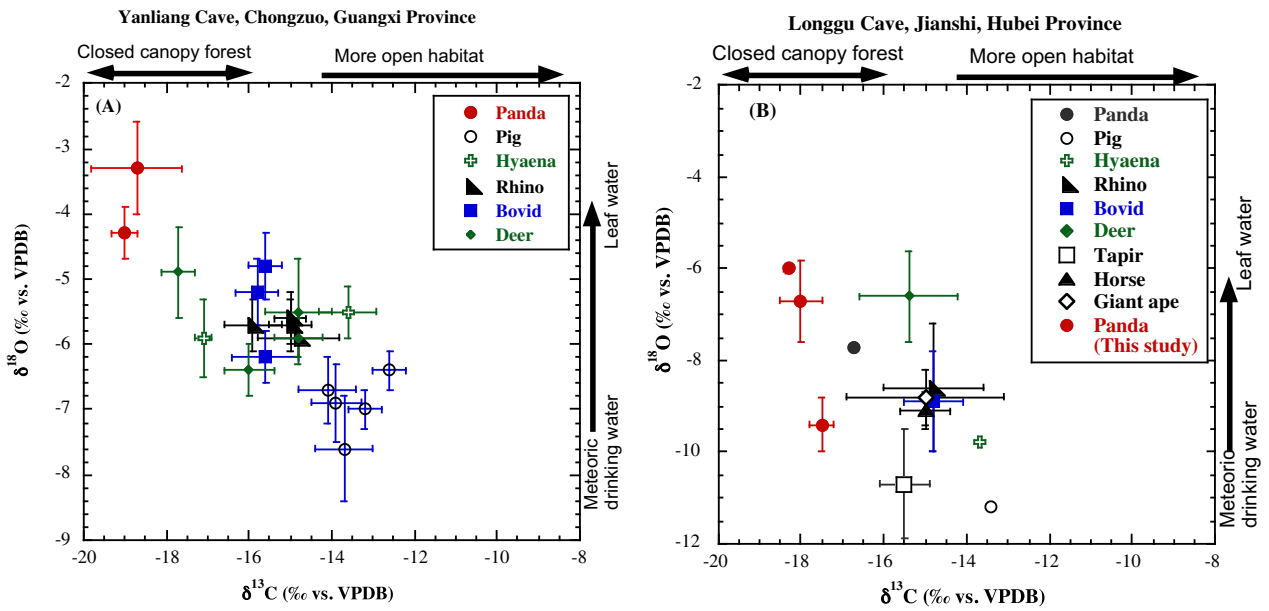 Yanliang Cave, Chongzuo, Guangxi Province
Closed canopy forest
More open habitat
(A)
Panda
Pig
Hyaena
Rhino
Bovid
Deer
-2
-3
-4
-5
-6
-7
-8
-9
δ18O (‰ vs. VPDB)
-20
-18
-16
-14
-12
-10
-8
δ13C (‰ vs. VPDB)
Leaf water
Meteoric
drinking water
Longgu Cave, Jianshi, Hubei Province
Closed canopy forest
More open habitat
(B)
Panda
Pig
Hyaena
Rhino
Bovid
Deer
Tapir
Horse
Giant ape
Panda
(This study)
-2
-4
-6
-8
-10
-12
δ18O (‰ vs. VPDB)
-20
-18
-16
-14
-12
-10
-8
δ13C (‰ vs. VPDB)
Leaf water
Meteoric
drinking water